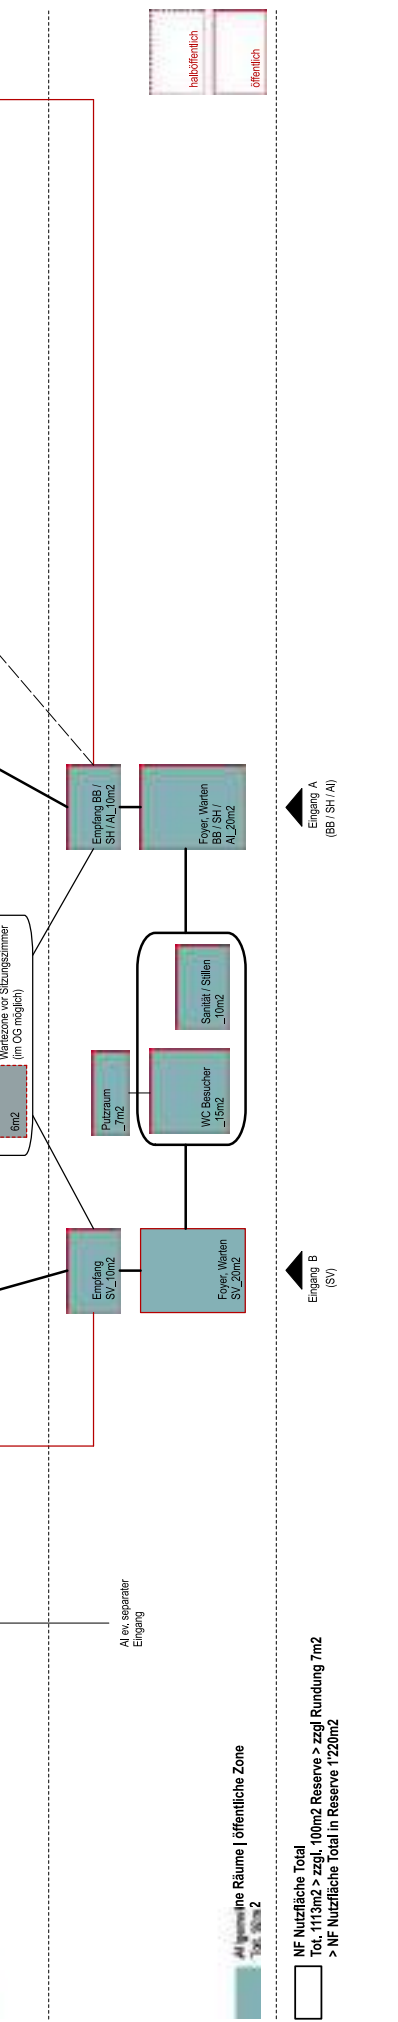 halböffentlich
öffentlich
Empfang BB /
SH / AI_10m2
Foyer, Warten
BB / SH /
AI_20m2
Eingang A
(BB / SH / AI)
Wartezone vor Sitzungszimmer
(im OG möglich)
6m2
Sanität / Stillen
_10m2
Putzraum
_7m2
WC Besucher
_15m2
Empfang
SV_10m2
Foyer, Warten
SV_20m2
Eingang B
(SV)
AI ev. separater
Eingang
Allgemeine Räume | öffentliche Zone
NF Nutzfläche Total
Tot. 1113m2 > zzgl. 100m2 Reserve > zzgl Rundung 7m2
> NF Nutzfläche Total in Reserve 1'220m2